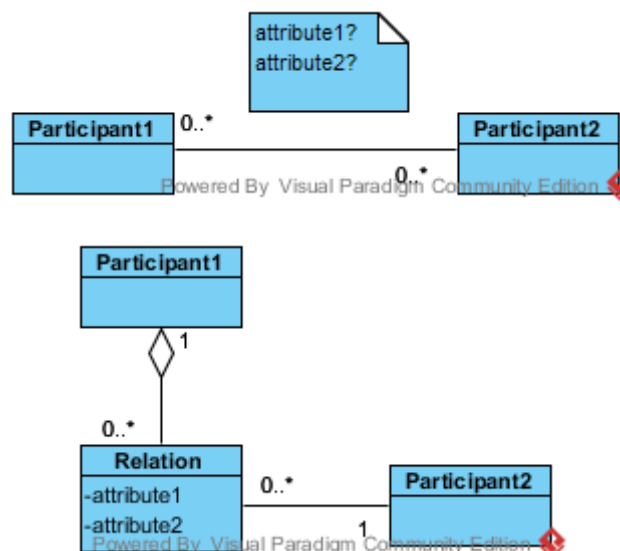 attribute1?
attribute2?
Participant1
0..*
Participant2
0..*
Powered By Visual Paradigm Community Edition
Participant1
1
0..*
Relation
-attribute1
-attribute2
0..*
1
Participant2
Powered By Visual Paradigm Community Edition